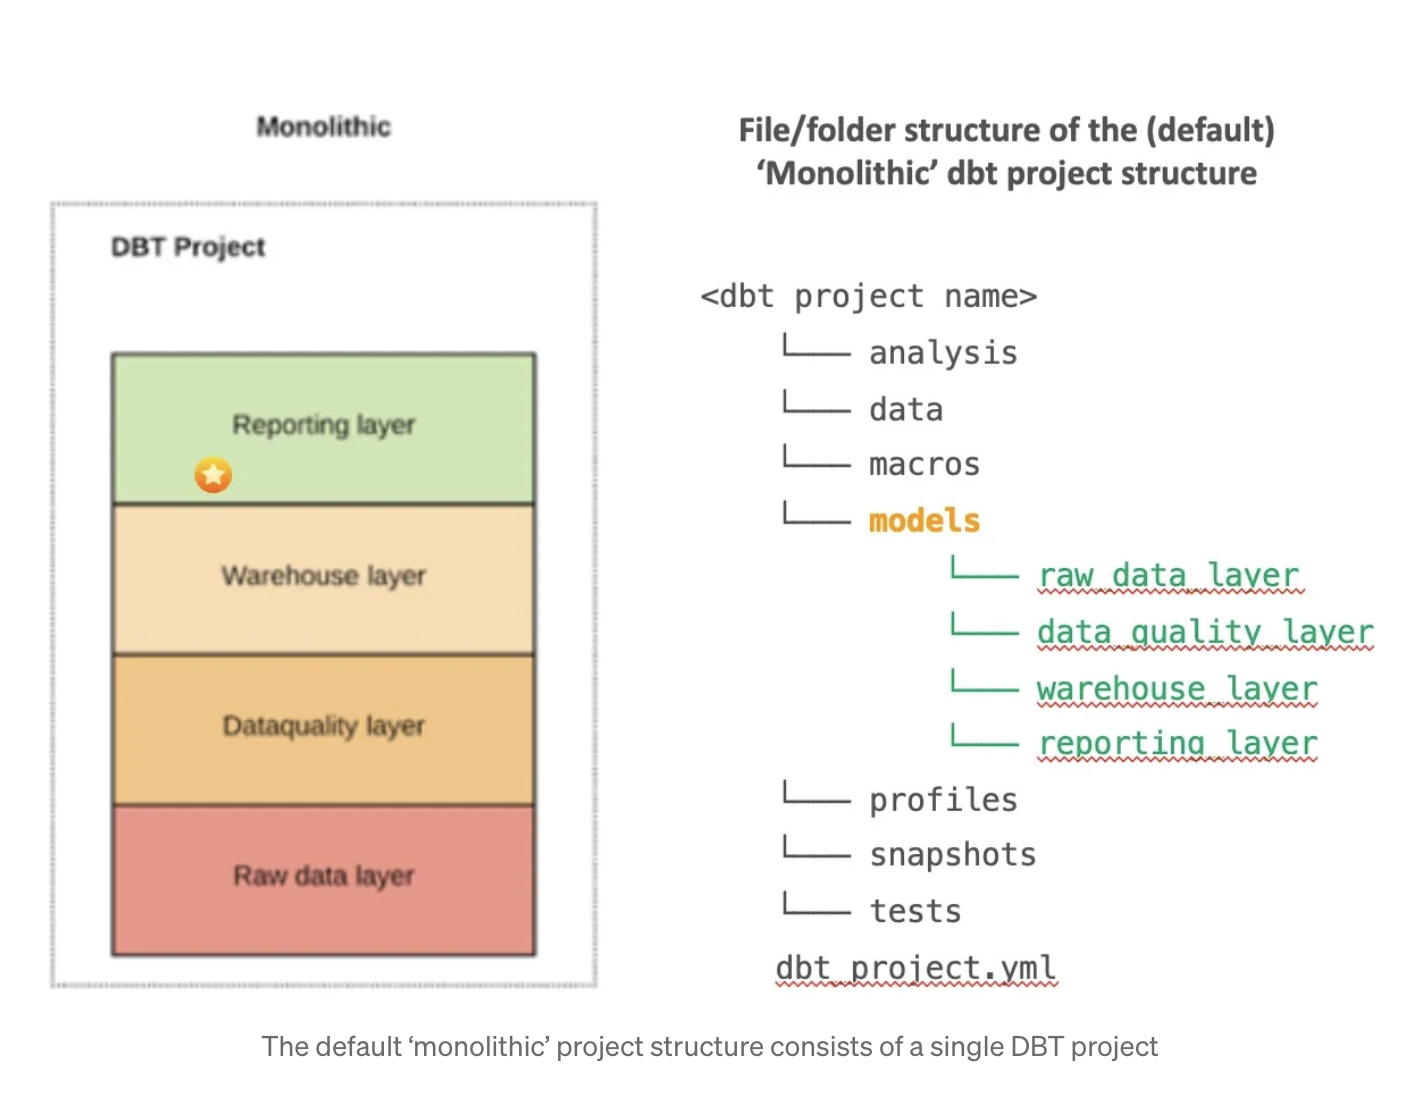 Monolithic
DBT Project
Reporting layer
Warehouse layer
Dataquality layer
Raw data layer
File/folder structure of the (default)
‘Monolithic’ dbt project structure
<dbt project name>
└── analysis
└── data
└── macros
└── models
└── raw_data_layer
└── data_quality_layer
└── warehouse_layer
└── reporting_layer
└── profiles
└── snapshots
└── tests
dbt_project.yml
The default ‘monolithic’ project structure consists of a single DBT project